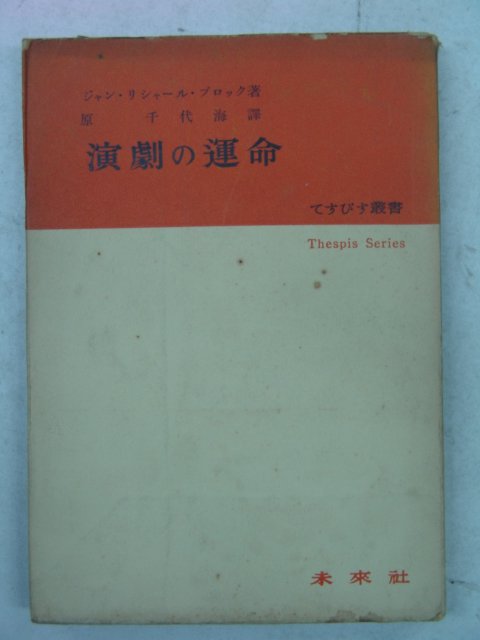 ジャン・リシャール・ブロック著
原 千代海譯
演劇の運命
てすぴす叢書
Thespis Series
未來社